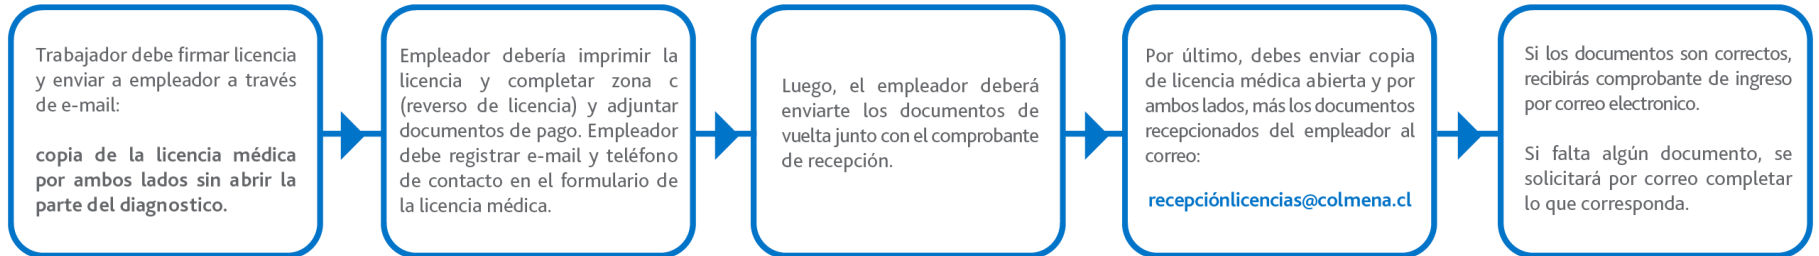 Trabajador debe firmar licencia
y enviar a empleador a través
de e-mail:
copia de la licencia médica
por ambos lados sin abrir la
parte del diagnostico.
Empleador debería imprimir la
licencia y completar zona c
(reverso de licencia) y adjuntar
documentos de pago. Empleador
debe registrar e-mail y teléfono
de contacto en el formulario de
la licencia médica.
Luego, el empleador deberá
enviarte los documentos de
vuelta junto con el comprobante
de recepción.
Por último, debes enviar copia
de licencia médica abierta y por
ambos lados, más los documentos
recepcionados del empleador al
correo:
recepciónlicencias@colmena.cl
Si los documentos son correctos,
recibirás comprobante de ingreso
por correo electronico.
Si falta algún documento, se
solicitará por correo completar
lo que corresponda.